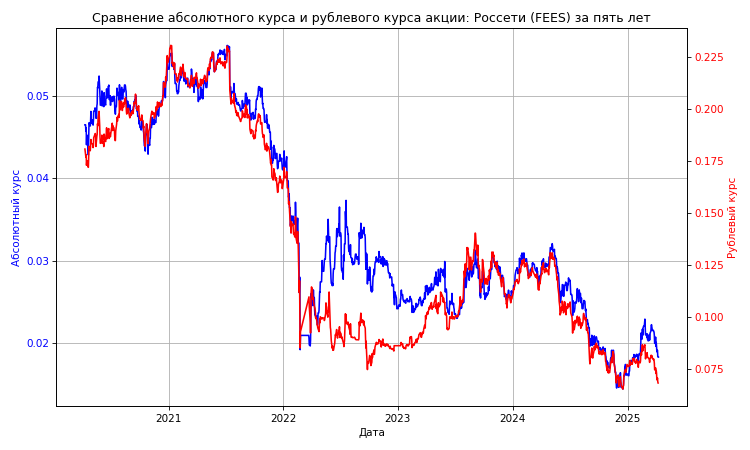 Сравнение абсолютного курса и рублевого курса акции: Россети (FEES) за пять лет
Абсолютный курс
0.05
0.04
0.03
0.02
0.225
0.200
0.175
0.150
0.125
0.100
0.075
Рублевый курс
2021 2022 2023 2024 2025
Дата